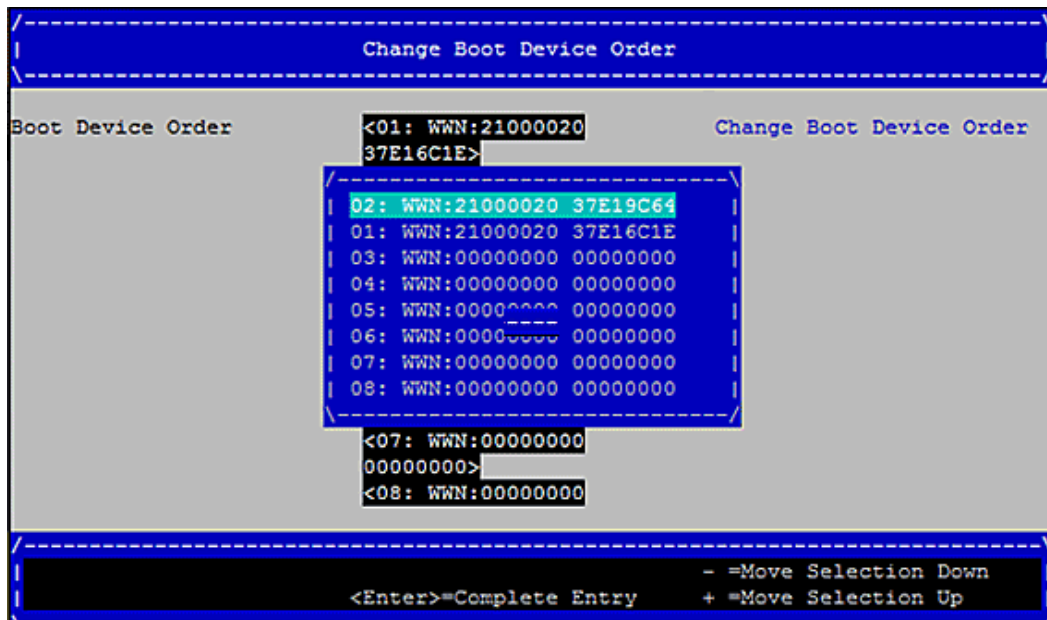 Change Boot Device Order
Boot Device Order
<01: WWN:21000020
37E16C1E>
Change Boot Device Order
02: WWN:21000020 37E19C64
01: WWN:21000020 37E16C1E
03: WWN:00000000 00000000
04: WWN:00000000 00000000
05: 00000000
06: 00000000
07: WWN:00000000 00000000
08: WWN:00000000 00000000
<07: WWN:00000000
00000000>
<08: WWN:00000000
- =Move Selection Down
<Enter>=Complete Entry + =Move Selection Up